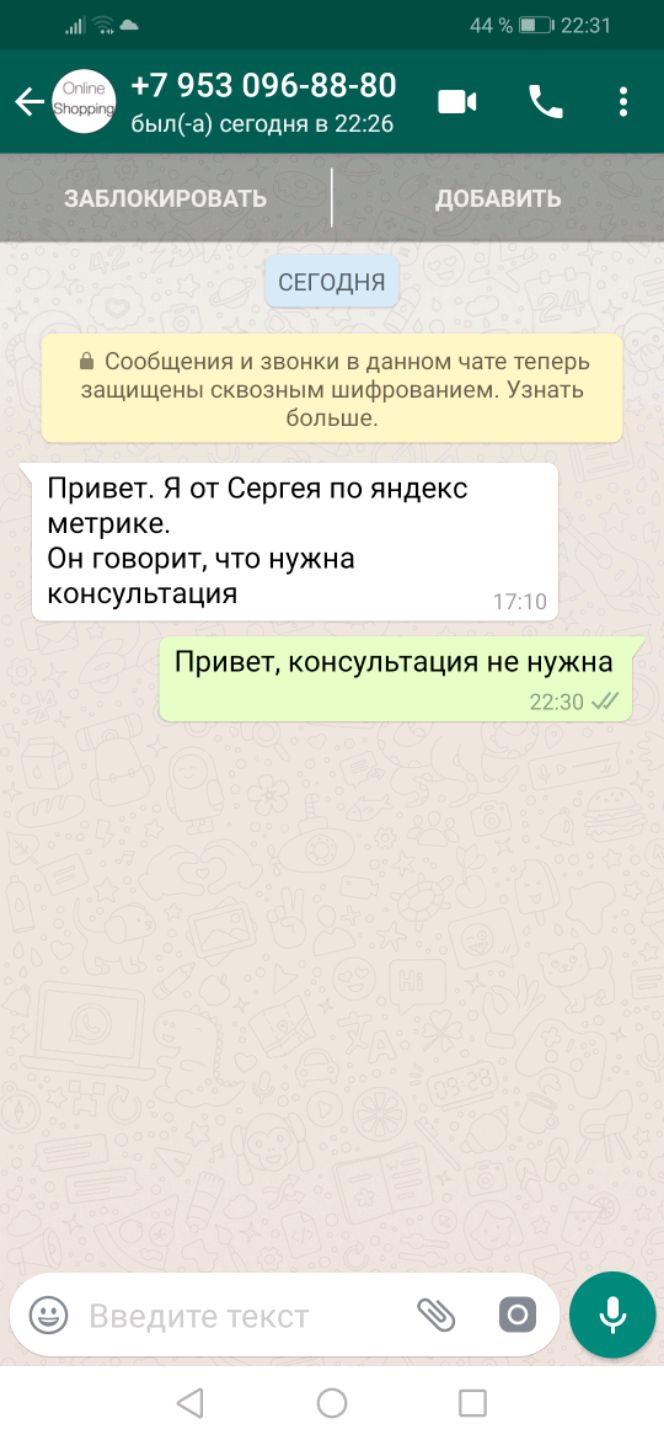 44 % 22:31
Online
Shopping
+7 953 096-88-80
был(-а) сегодня в 22:26
ЗАБЛОКИРОВАТЬ
ДОБАВИТЬ
СЕГОДНЯ
Сообщения и звонки в данном чате теперь
защищены сквозным шифрованием. Узнать
больше.
Привет. Я от Сергея по яндекс
метрике.
Он говорит, что нужна
консультация
17:10
Привет, консультация не нужна
22:30
Введите текст